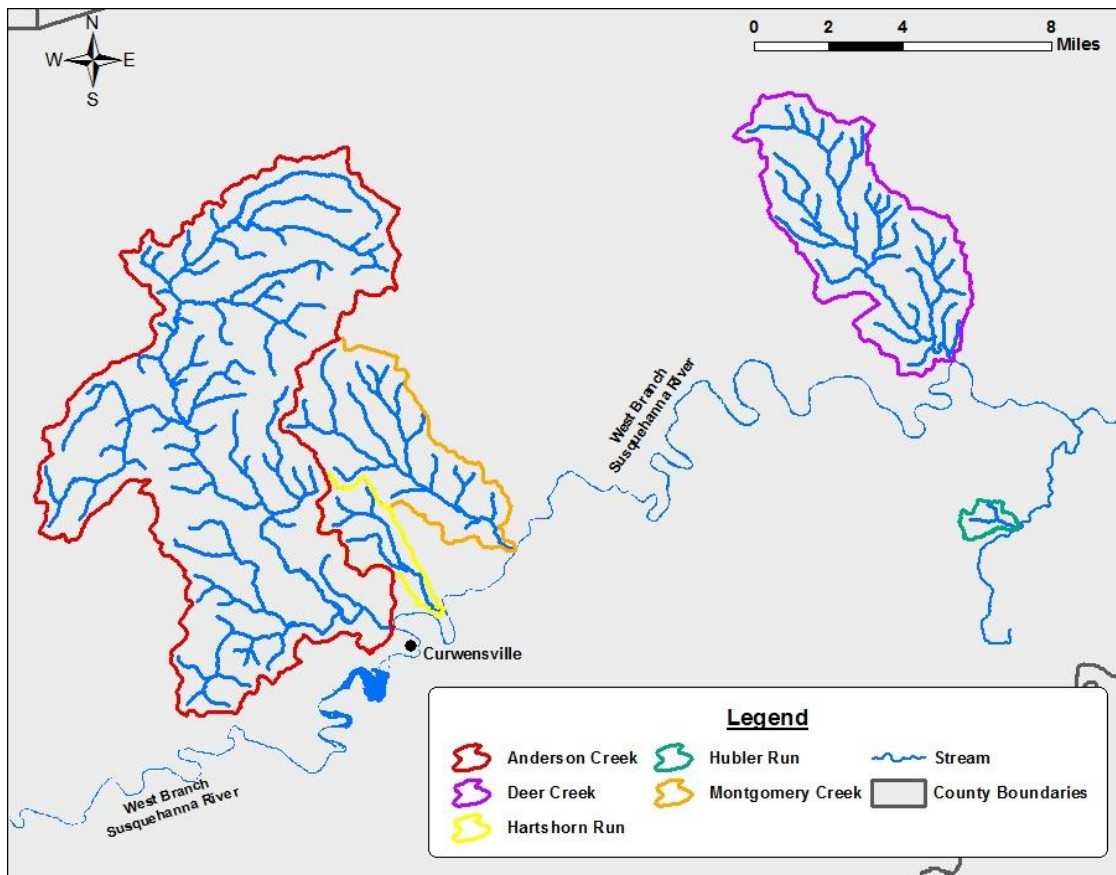 N
W E
S
0 2 4 8
Miles
West Branch
Susquehanna River
Curwensville
West Branch
Susquehanna River
Legend
Anderson Creek
Hubler Run
Stream
Deer Creek
Montgomery Creek
County Boundaries
Hartshorn Run